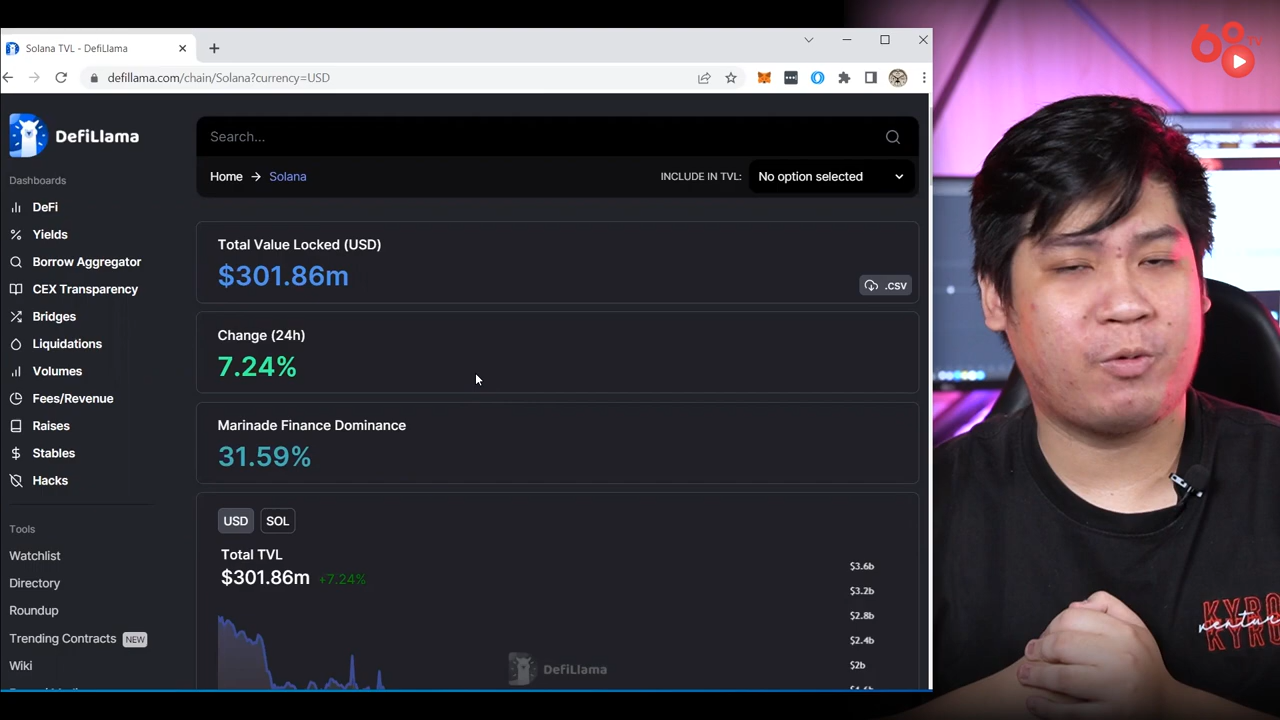 Solana TVL - DefiLlama
defillama.com/chain/Solana?currency=USD
DefiLlama
Dashboards
DeFi
Yields
Borrow Aggregator
CEX Transparency
Bridges
Liquidations
Volumes
Fees/Revenue
Raises
Stables
Hacks
Tools
Watchlist
Directory
Roundup
Trending Contracts NEW
Wiki
Search...
Home → Solana
INCLUDE IN TVL: No option selected
Total Value Locked (USD)
$301.86m
.CSV
Change (24h)
7.24%
Marinade Finance Dominance
31.59%
USD SOL
Total TVL
$301.86m +7.24%
$3.6b
$3.2b
$2.8b
$2.4b
$2b
DefiLlama
TV
KYRO
ventu
KYRO